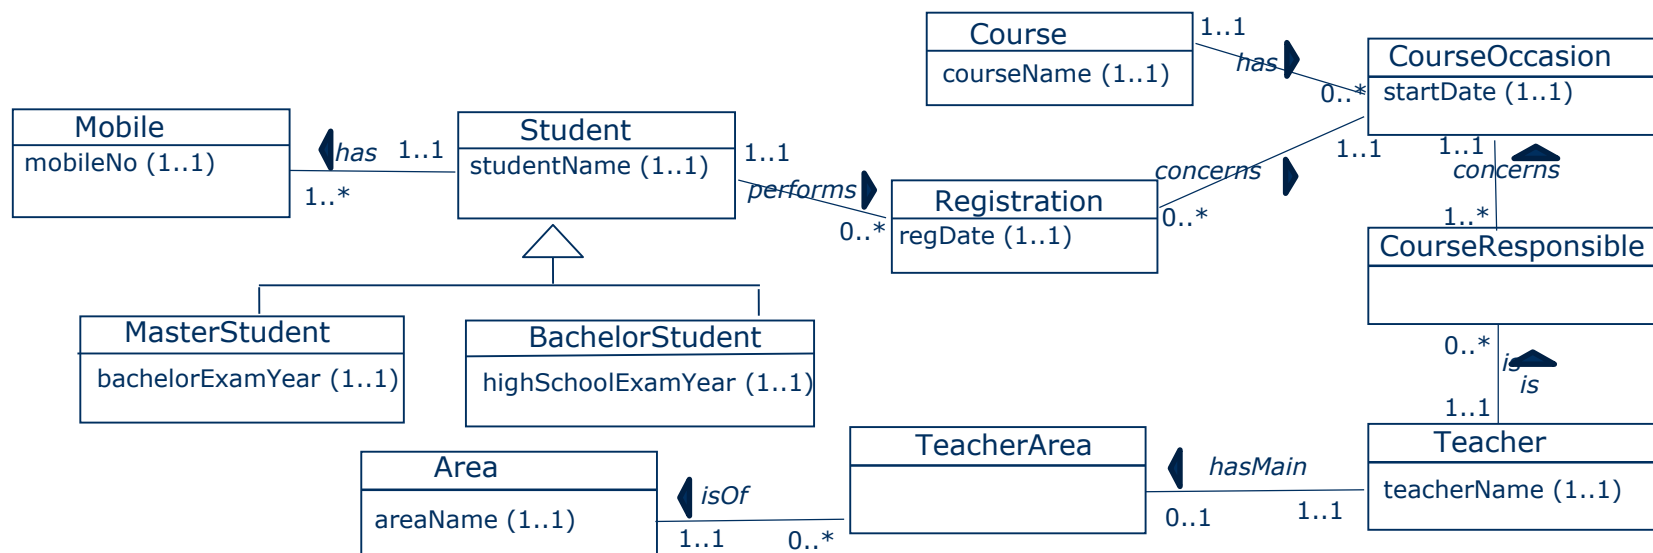 Course
courseName (1..1)
1..1
has
0..*
CourseOccasion
startDate (1..1)
Mobile
mobileNo (1..1)
has
1..1
1..*
Student
studentName (1..1)
1..1
performs
0..*
Registration
regDate (1..1)
concerns
1..1
0..*
1..1
concerns
1..*
CourseResponsible
MasterStudent
bachelorExamYear (1..1)
BachelorStudent
highSchoolExamYear (1..1)
0..*
is
is
1..1
Area
areaName (1..1)
isOf
1..1
0..*
TeacherArea
hasMain
0..1
1..1
Teacher
teacherName (1..1)